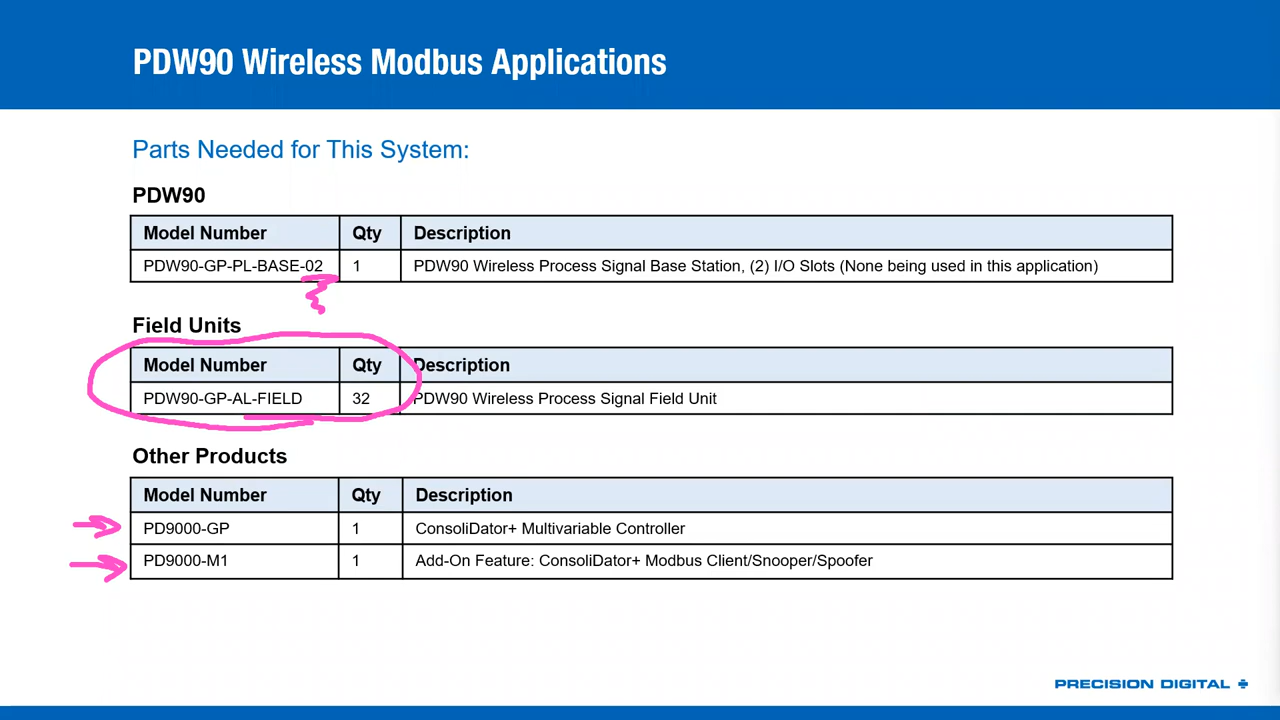 PDW90 Wireless Modbus Applications
Parts Needed for This System:
PDW90
Model Number Qty Description
PDW90-GP-PL-BASE-02 1 PDW90 Wireless Process Signal Base Station, (2) I/O Slots (None being used in this application)
Field Units
Model Number Qty Description
PDW90-GP-AL-FIELD 32 PDW90 Wireless Process Signal Field Unit
Other Products
Model Number Qty Description
PD9000-GP 1 ConsoliDator+ Multivariable Controller
PD9000-M1 1 Add-On Feature: ConsoliDator+ Modbus Client/Snooper/Spoofer
PRECISION DIGITAL